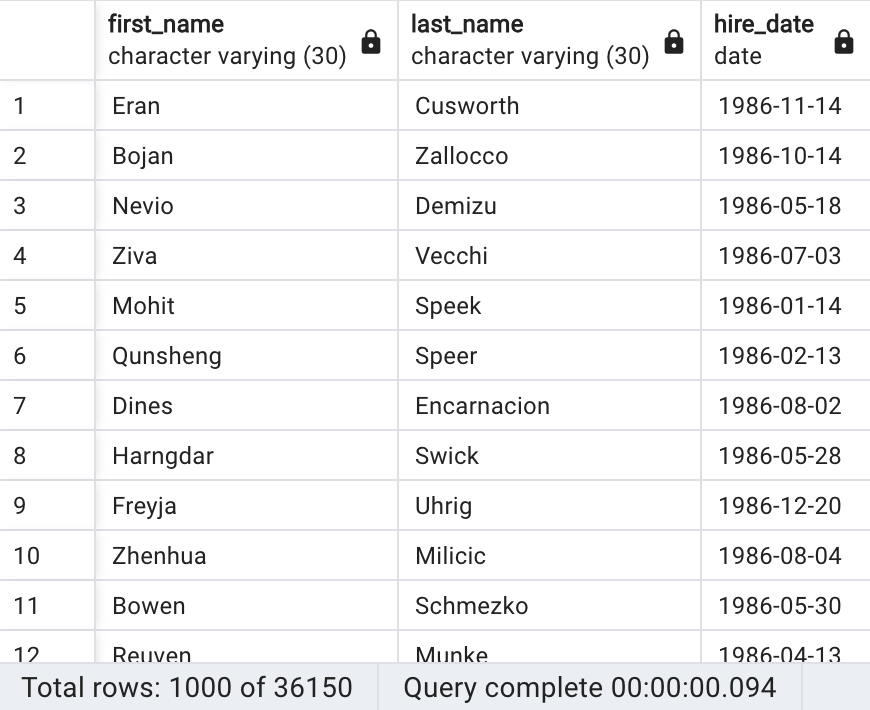 first_name last_name hire_date
character varying (30) character varying (30) date
1 Eran Cusworth 1986-11-14
2 Bojan Zallocco 1986-10-14
3 Nevio Demizu 1986-05-18
4 Ziva Vecchi 1986-07-03
5 Mohit Speek 1986-01-14
6 Qunsheng Speer 1986-02-13
7 Dines Encarnacion 1986-08-02
8 Harngdar Swick 1986-05-28
9 Freyja Uhrig 1986-12-20
10 Zhenhua Milicic 1986-08-04
11 Bowen Schmezko 1986-05-30
12 Reuven Munke 1986-04-13
Total rows: 1000 of 36150 Query complete 00:00:00.094